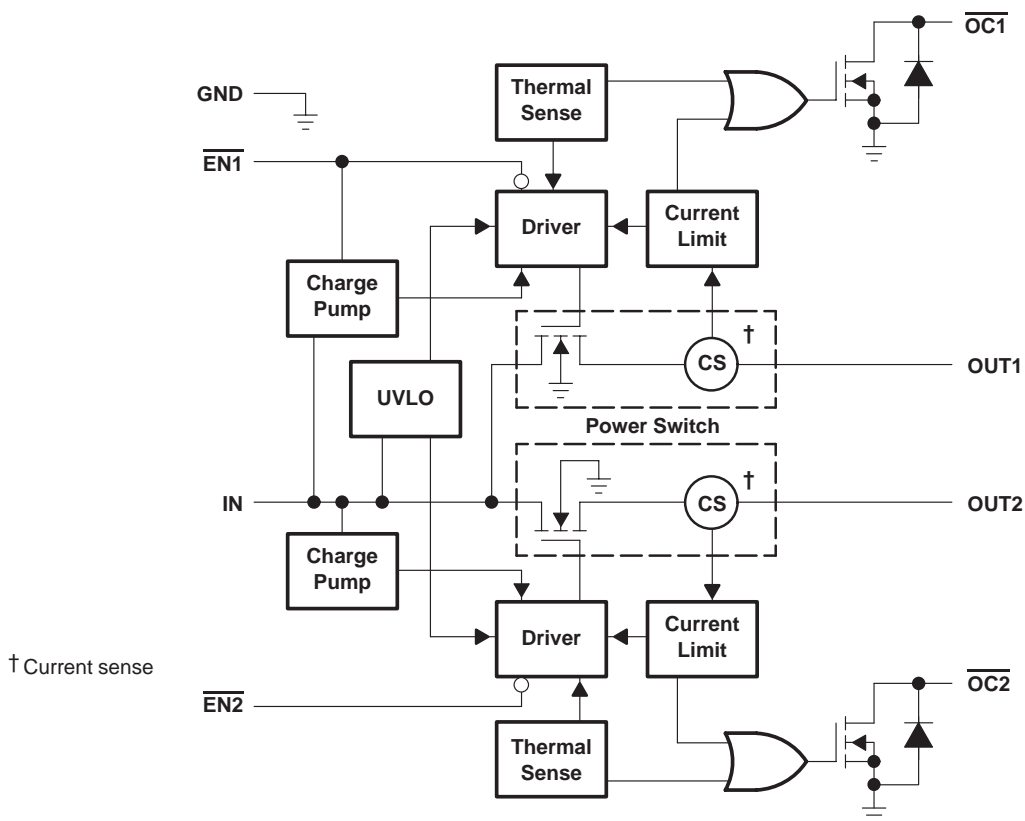 OC1
Thermal
Sense
GND
EN1
Driver
Current
Limit
Charge
Pump
†
CS
OUT1
UVLO
Power Switch
†
IN
CS
OUT2
Charge
Pump
Driver
Current
Limit
† Current sense
OC2
EN2
Thermal
Sense